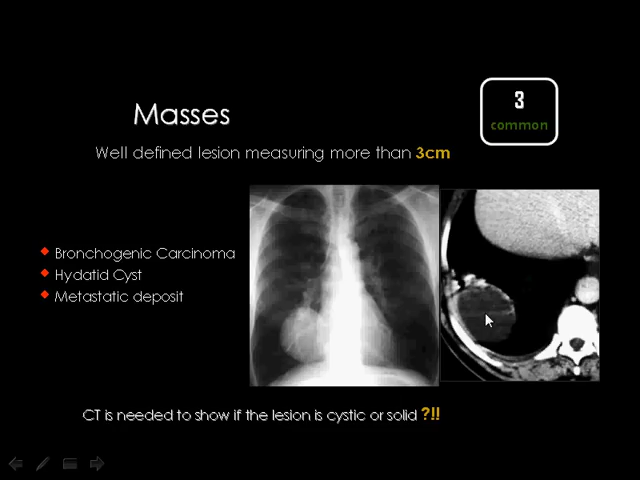 3
common
Masses
Well defined lesion measuring more than 3cm
Bronchogenic Carcinoma
Hydatid Cyst
Metastatic deposit
CT is needed to show if the lesion is cystic or solid ?!!